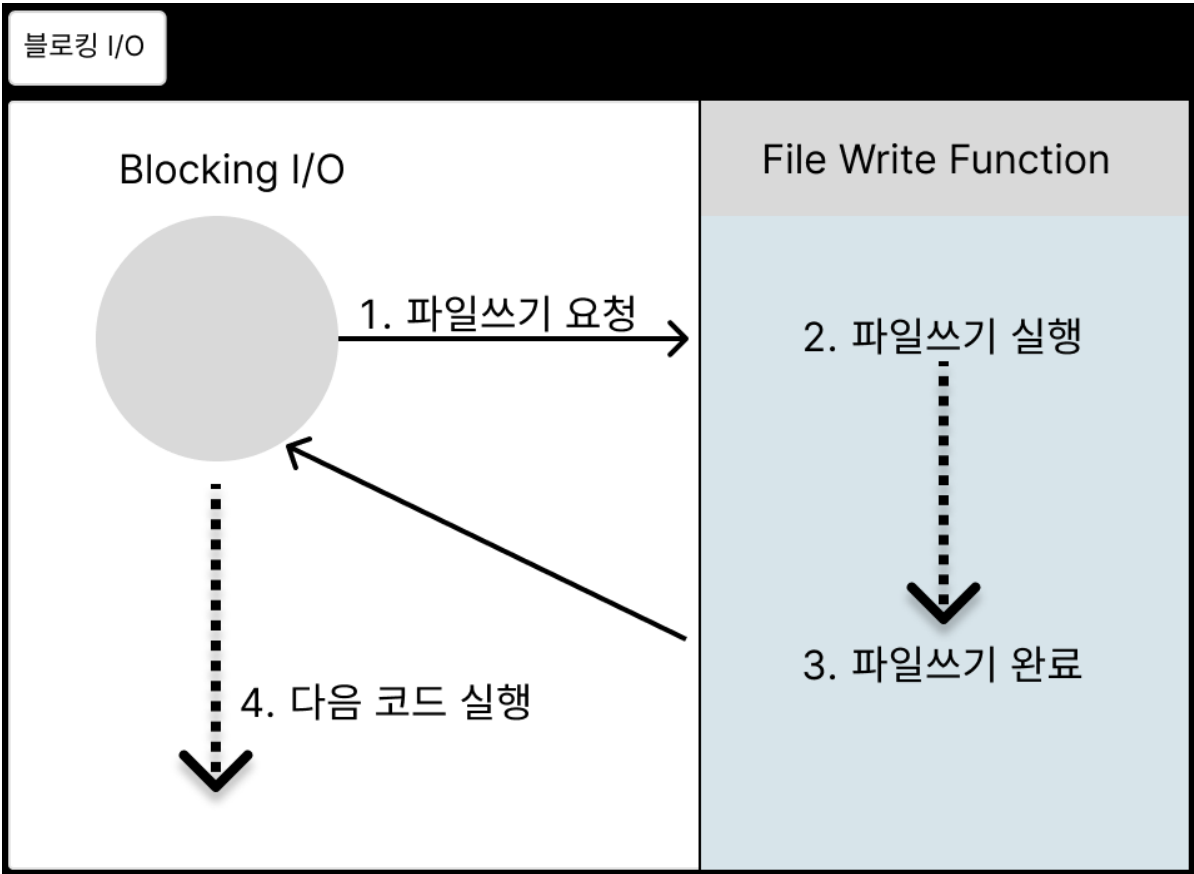 블로킹 I/O
Blocking I/O
File Write Function
1. 파일쓰기 요청
2. 파일쓰기 실행
3. 파일쓰기 완료
4. 다음 코드 실행